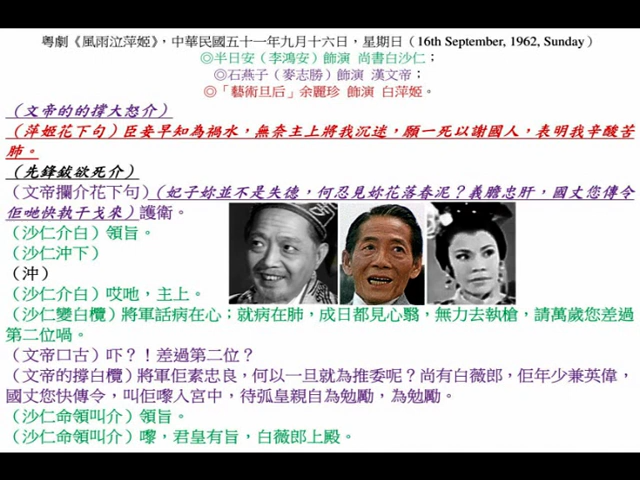 粵劇《風雨泣萍姬》，中華民國五十一年九月十六日，星期日（16th September, 1962, Sunday）
◎半日安（李鴻安）飾演 尚書白沙仁；
◎石燕子（麥志勝）飾演 漢文帝；
◎「藝術旦后」余麗珍 飾演 白萍姬。
（文帝的的撐大怒介）
（萍姬花下句）臣妾早知為禍水，無奈主上將我沉迷，願一死以謝國人，表明我辛酸苦
肺。
（先鋒鈸欲死介）
（文帝攔介花下句）（妃子妳並不是失德，何忍見妳花落春泥？義膽忠肝，國丈您傳令
佢哋快執干戈來）護衛。
（沙仁介白）領旨。
（沙仁沖下）
（沖）
（沙仁介白）哎吔，主上。
（沙仁變白欖）將軍話病在心；就病在肺，成日都見心翳，無力去執槍，請萬歲您差過
第二位喎。
（文帝口古）吓？！差過第二位？
（文帝的撐白欖）將軍佢素忠良，何以一旦就為推委呢？尚有白薇郎，佢年少兼英偉，
國丈您快傳令，叫佢嚟入宮中，待孤皇親自為勉勵，為勉勵。
（沙仁命領叫介）領旨。
（沙仁命領叫介）嚟，君皇有旨，白薇郎上殿。